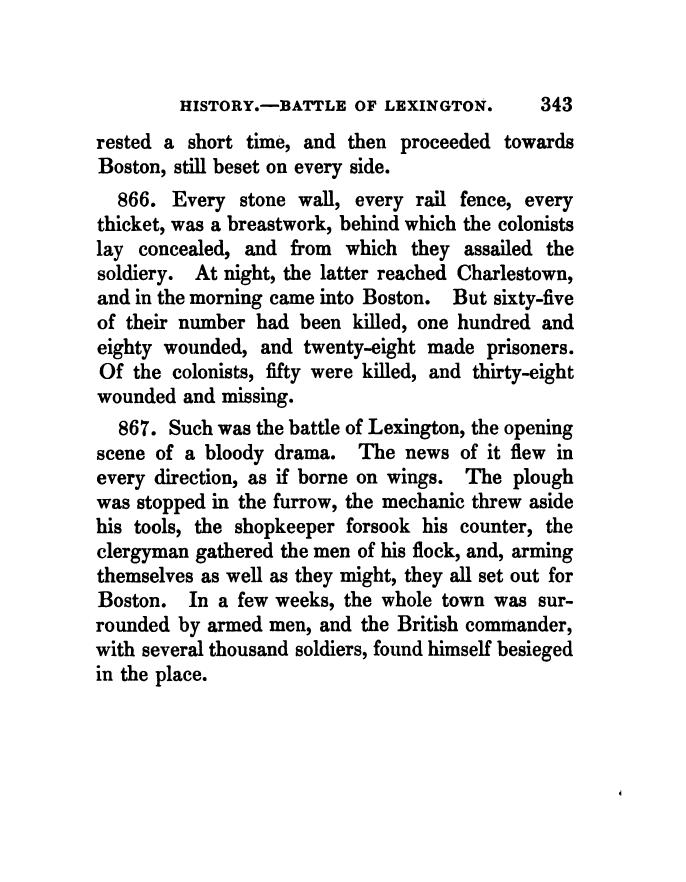 HISTORY.—BATTLE OF LEXINGTON. 343
rested a short time, and then proceeded towards
Boston, still beset on every side.
866. Every stone wall, every rail fence, every
thicket, was a breastwork, behind which the colonists
lay concealed, and from which they assailed the
soldiery. At night, the latter reached Charlestown,
and in the morning came into Boston. But sixty-five
of their number had been killed, one hundred and
eighty wounded, and twenty-eight made prisoners.
Of the colonists, fifty were killed, and thirty-eight
wounded and missing.
867. Such was the battle of Lexington, the opening
scene of a bloody drama. The news of it flew in
every direction, as if borne on wings. The plough
was stopped in the furrow, the mechanic threw aside
his tools, the shopkeeper forsook his counter, the
clergyman gathered the men of his flock, and, arming
themselves as well as they might, they all set out for
Boston. In a few weeks, the whole town was sur-
rounded by armed men, and the British commander,
with several thousand soldiers, found himself besieged
in the place.